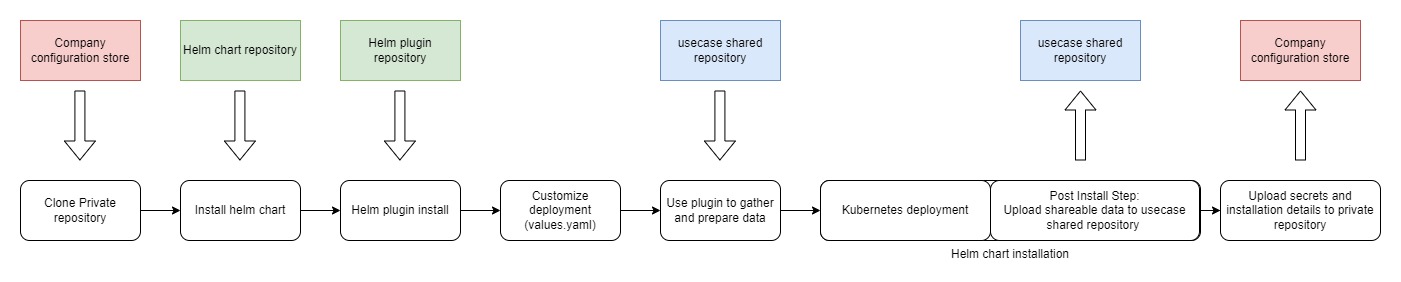 Company
configuration store
Helm chart repository
Helm plugin
repository
usecase shared
repository
usecase shared
repository
Company
configuration store
Clone Private
repository
Install helm chart
Helm plugin install
Customize
deployment
(values.yaml)
Use plugin to gather
and prepare data
Kubernetes deployment
Post Install Step:
Upload shareable data to usecase
shared repository
Upload secrets and
installation details to private
repository
Helm chart installation